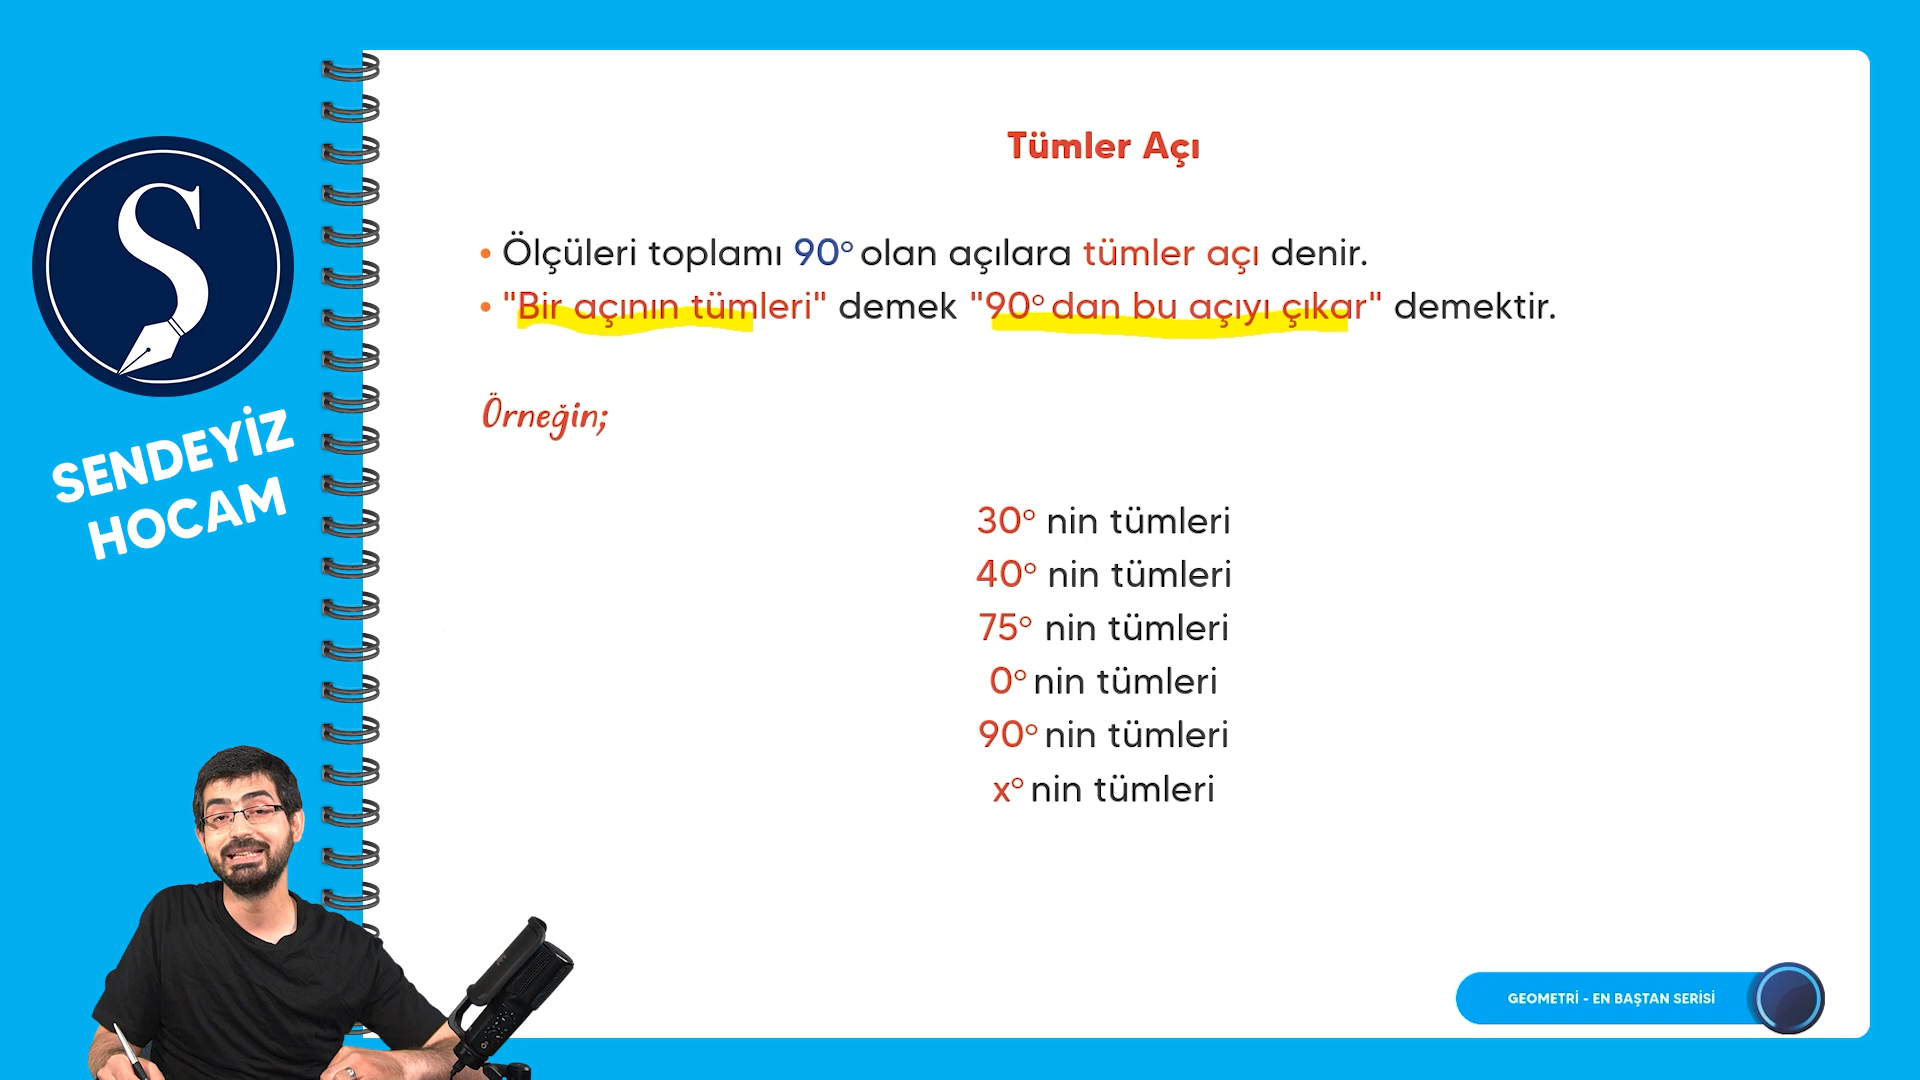 SENDEYİZ
HOCAM
Tümler Açı
• Ölçüleri toplamı 90° olan açılara tümler açı denir.
• "Bir açının tümleri" demek "90° dan bu açıyı çıkar" demektir.
Örneğin;
30° nin tümleri
40° nin tümleri
75° nin tümleri
0° nin tümleri
90° nin tümleri
x° nin tümleri
GEOMETRİ - EN BAŞTAN SERİSİ